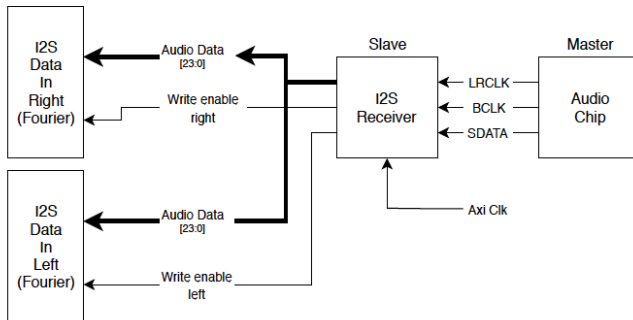 I2S
Data
In
Right
(Fourier)
Audio Data
[23:0]
Write enable
right
Slave
I2S
Receiver
Master
LRCLK
BCLK
SDATA
Audio
Chip
Axi Clk
I2S
Data
In
Left
(Fourier)
Audio Data
[23:0]
Write enable
left